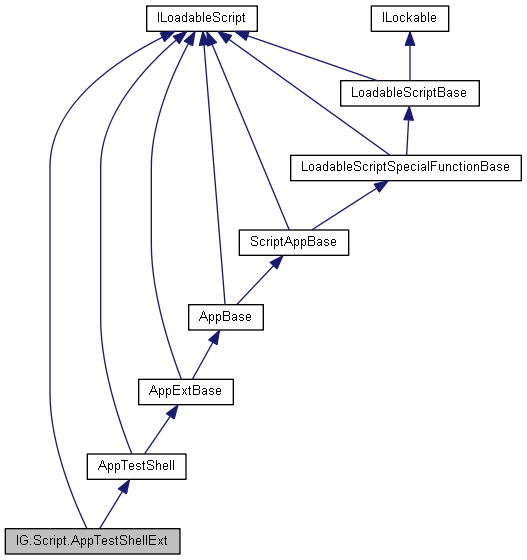 ILoadableScript
ILockable
LoadableScriptBase
LoadableScriptSpecialFunctionBase
ScriptAppBase
AppBase
AppExtBase
AppTestShell
IG.Script.AppTestShellExt